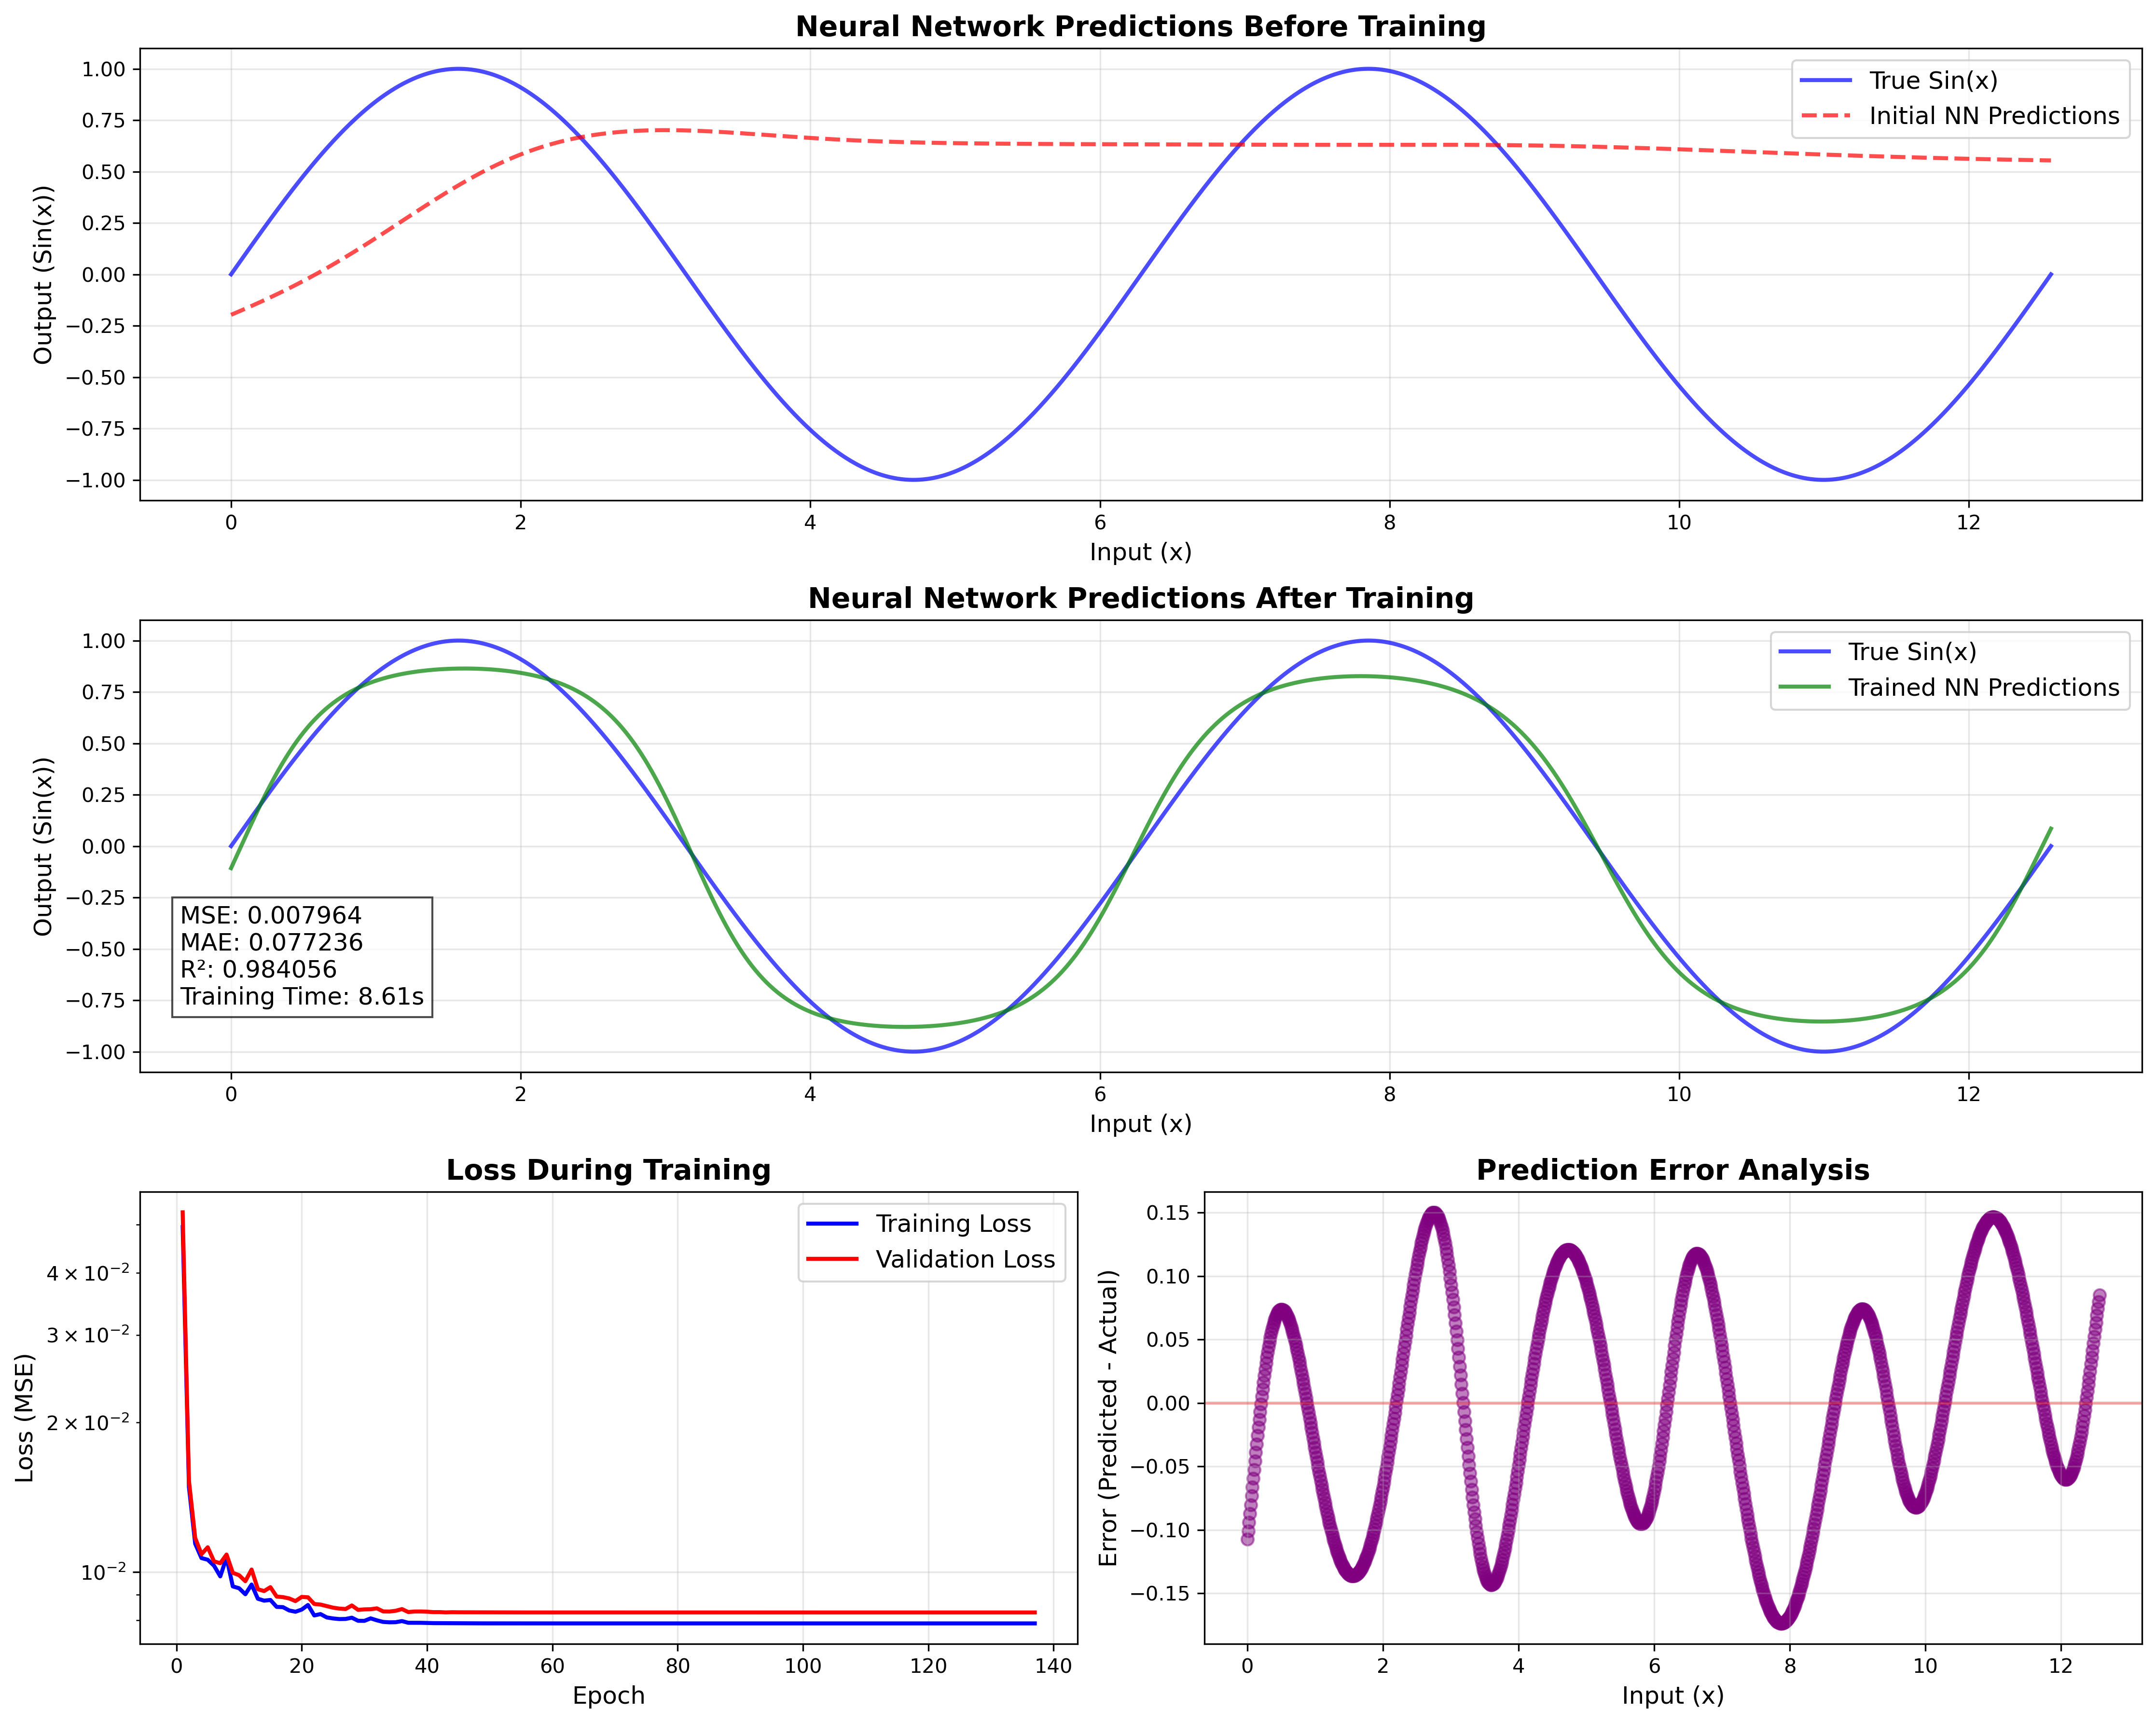 Neural Network Predictions Before Training
True Sin(x)
Initial NN Predictions
Output (Sin(x))
1.00
0.75
0.50
0.25
0.00
−0.25
−0.50
−0.75
−1.00
0 2 4 6 8 10 12
Input (x)
Neural Network Predictions After Training
True Sin(x)
Trained NN Predictions
Output (Sin(x))
1.00
0.75
0.50
0.25
0.00
−0.25
−0.50
−0.75
−1.00
MSE: 0.007964
MAE: 0.077236
R²: 0.984056
Training Time: 8.61s
0 2 4 6 8 10 12
Input (x)
Loss During Training
Training Loss
Validation Loss
Loss (MSE)
4 × 10⁻²
3 × 10⁻²
2 × 10⁻²
10⁻²
0 20 40 60 80 100 120 140
Epoch
Prediction Error Analysis
Error (Predicted - Actual)
0.15
0.10
0.05
0.00
−0.05
−0.10
−0.15
0 2 4 6 8 10 12
Input (x)